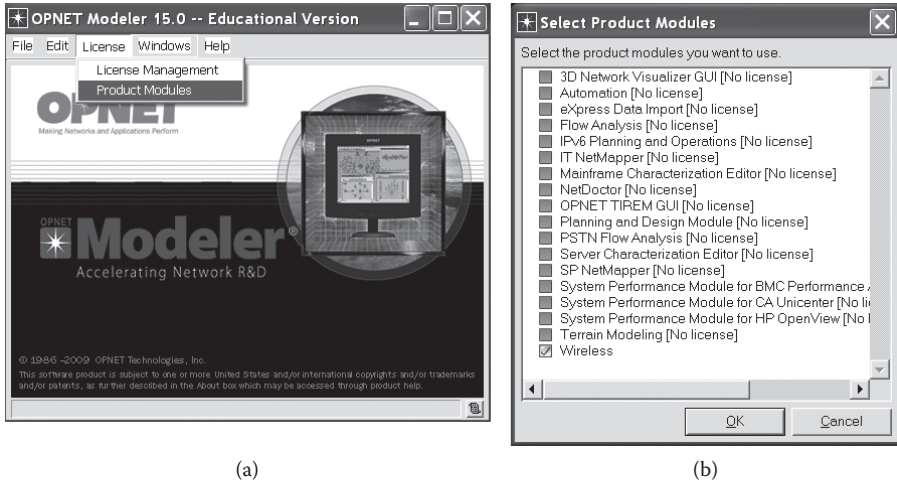 OPNET Modeler 15.0 -- Educational Version
File Edit License Windows Help
License Management
Product Modules
OPNET
Making Networks and Applications Perform
OPNET
Modeler®
Accelerating Network R&D
© 1986 -2009 OPNET Technologies, Inc.
This software product is subject to one or more United States and/or international copyrights and/or trademarks
and/or patents, as further described in the About box which may be accessed through product help.
(a)
Select Product Modules
Select the product modules you want to use.
3D Network Visualizer GUI [No license]
Automation [No license]
eXpress Data Import [No license]
Flow Analysis [No license]
IPv6 Planning and Operations [No license]
IT NetMapper [No license]
Mainframe Characterization Editor [No license]
NetDoctor [No license]
OPNET TIREM GUI [No license]
Planning and Design Module [No license]
PSTN Flow Analysis [No license]
Server Characterization Editor [No license]
SP NetMapper [No license]
System Performance Module for BMC Performance
System Performance Module for CA Unicenter [No li
System Performance Module for HP OpenView [No
Terrain Modeling [No license]
Wireless
OK Cancel
(b)